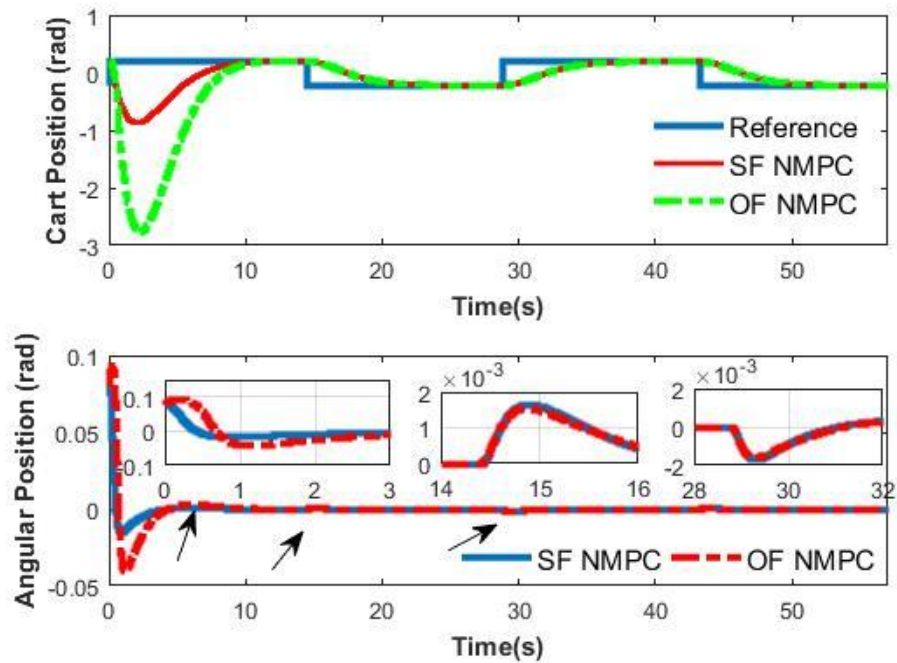 Cart Position (rad)
1
0
-1
-2
-3
Reference
SF NMPC
OF NMPC
0 10 20 30 40 50
Time(s)
Angular Position (rad)
0.1
0.05
0
-0.05
0.1
0
-0.1
0 1 2 3
× 10⁻³
2
1
0
14 15 16
× 10⁻³
2
0
-2
28 30 32
SF NMPC OF NMPC
0 10 20 30 40 50
Time(s)